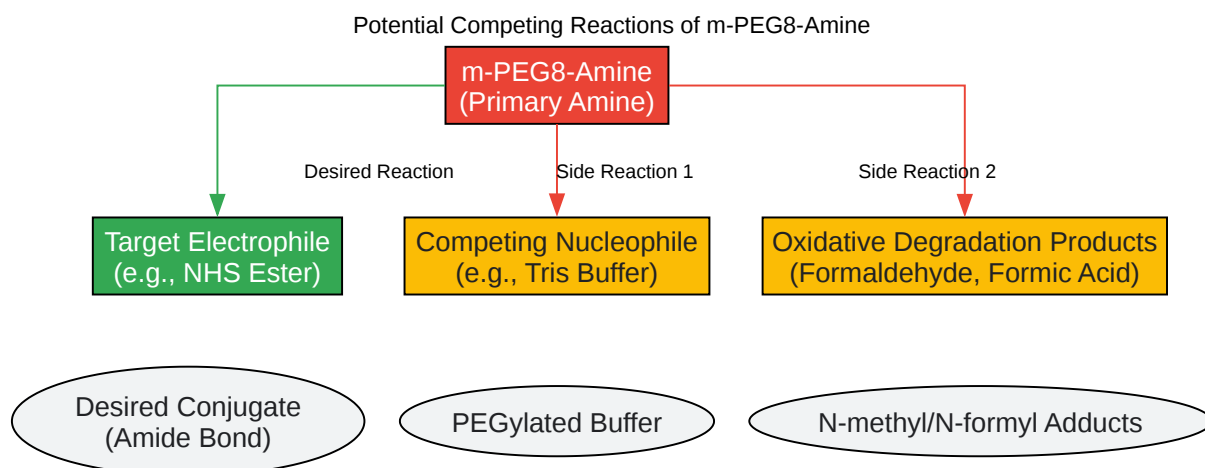 Potential Competing Reactions of m-PEG8-Amine
m-PEG8-Amine
(Primary Amine)
Desired Reaction
Side Reaction 1
Side Reaction 2
Target Electrophile
(e.g., NHS Ester)
Competing Nucleophile
(e.g., Tris Buffer)
Oxidative Degradation Products
(Formaldehyde, Formic Acid)
Desired Conjugate
(Amide Bond)
PEGylated Buffer
N-methyl/N-formyl Adducts